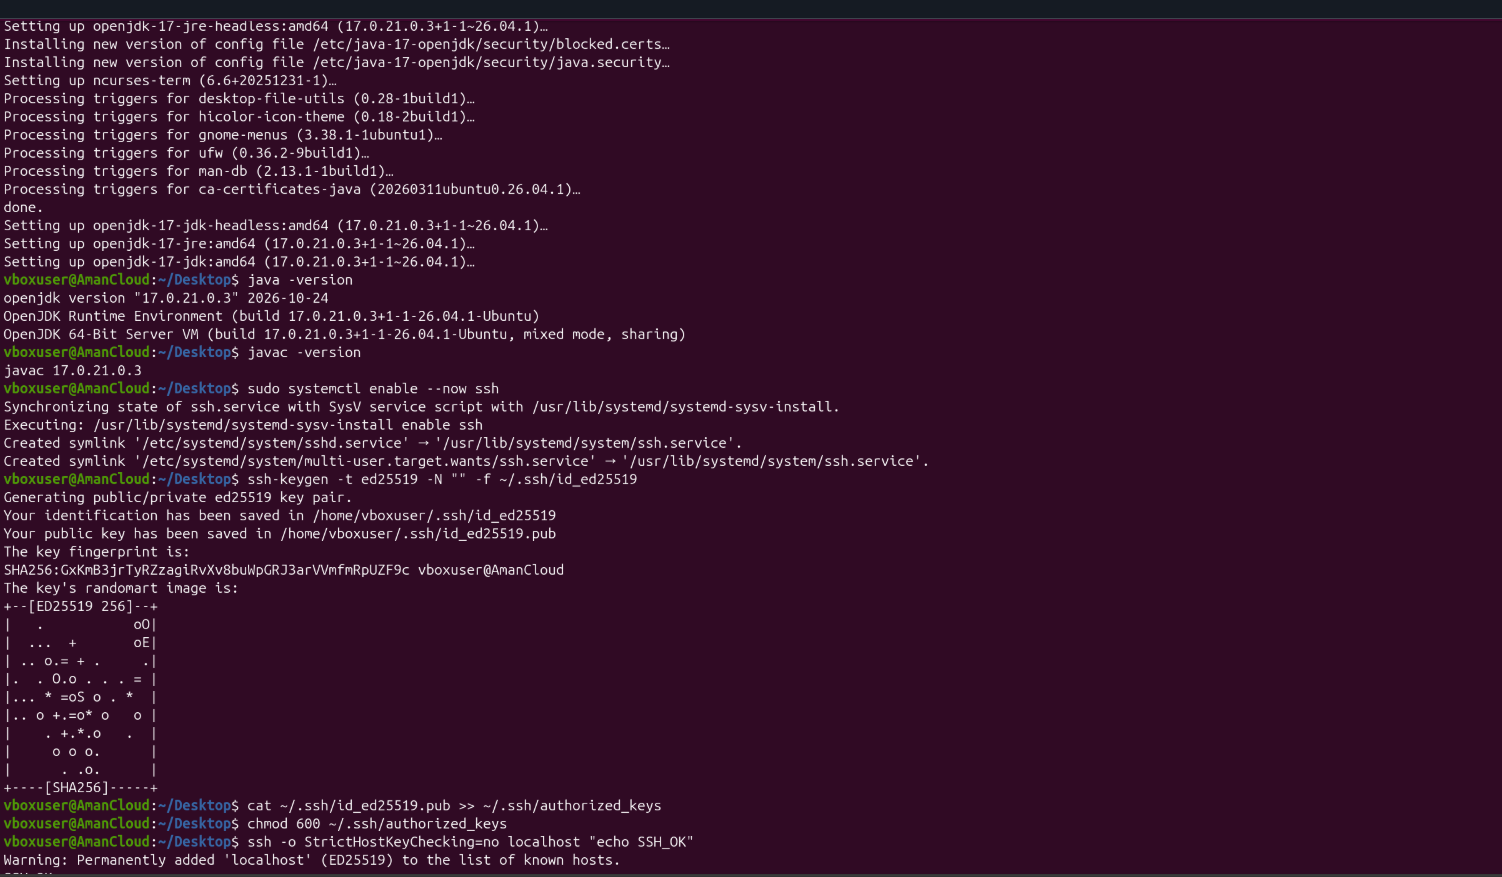 Setting up openjdk-17-jre-headless:amd64 (17.0.21.0.3+1-1~26.04.1)…
Installing new version of config file /etc/java-17-openjdk/security/blocked.certs…
Installing new version of config file /etc/java-17-openjdk/security/java.security…
Setting up ncurses-term (6.6+20251231-1)…
Processing triggers for desktop-file-utils (0.28-1build1)…
Processing triggers for hicolor-icon-theme (0.18-2build1)…
Processing triggers for gnome-menus (3.38.1-1ubuntu1)…
Processing triggers for ufw (0.36.2-9build1)…
Processing triggers for man-db (2.13.1-1build1)…
Processing triggers for ca-certificates-java (20260311ubuntu0.26.04.1)…
done.
Setting up openjdk-17-jdk-headless:amd64 (17.0.21.0.3+1-1~26.04.1)…
Setting up openjdk-17-jre:amd64 (17.0.21.0.3+1-1~26.04.1)…
Setting up openjdk-17-jdk:amd64 (17.0.21.0.3+1-1~26.04.1)…
vboxuser@AmanCloud:~/Desktop$ java -version
openjdk version "17.0.21.0.3" 2026-10-24
OpenJDK Runtime Environment (build 17.0.21.0.3+1-1-26.04.1-Ubuntu)
OpenJDK 64-Bit Server VM (build 17.0.21.0.3+1-1-26.04.1-Ubuntu, mixed mode, sharing)
vboxuser@AmanCloud:~/Desktop$ javac -version
javac 17.0.21.0.3
vboxuser@AmanCloud:~/Desktop$ sudo systemctl enable --now ssh
Synchronizing state of ssh.service with SysV service script with /usr/lib/systemd/systemd-sysv-install.
Executing: /usr/lib/systemd/systemd-sysv-install enable ssh
Created symlink '/etc/systemd/system/sshd.service' → '/usr/lib/systemd/system/ssh.service'.
Created symlink '/etc/systemd/system/multi-user.target.wants/ssh.service' → '/usr/lib/systemd/system/ssh.service'.
vboxuser@AmanCloud:~/Desktop$ ssh-keygen -t ed25519 -N "" -f ~/.ssh/id_ed25519
Generating public/private ed25519 key pair.
Your identification has been saved in /home/vboxuser/.ssh/id_ed25519
Your public key has been saved in /home/vboxuser/.ssh/id_ed25519.pub
The key fingerprint is:
SHA256:GxKmB3jrTyRZzagiRvXv8buWpGRJ3arVVmfmRpUZF9c vboxuser@AmanCloud
The key's randomart image is:
+--[ED25519 256]--+
|   .           oO|
|  ...  +       oE|
| .. o.= + .     .|
|.  . O.o . . . = |
|... * =oS o . *  |
|.. o +.=o* o   o |
|    . +.*.o   .  |
|     o o o.      |
|      . .o.      |
+----[SHA256]-----+
vboxuser@AmanCloud:~/Desktop$ cat ~/.ssh/id_ed25519.pub >> ~/.ssh/authorized_keys
vboxuser@AmanCloud:~/Desktop$ chmod 600 ~/.ssh/authorized_keys
vboxuser@AmanCloud:~/Desktop$ ssh -o StrictHostKeyChecking=no localhost "echo SSH_OK"
Warning: Permanently added 'localhost' (ED25519) to the list of known hosts.